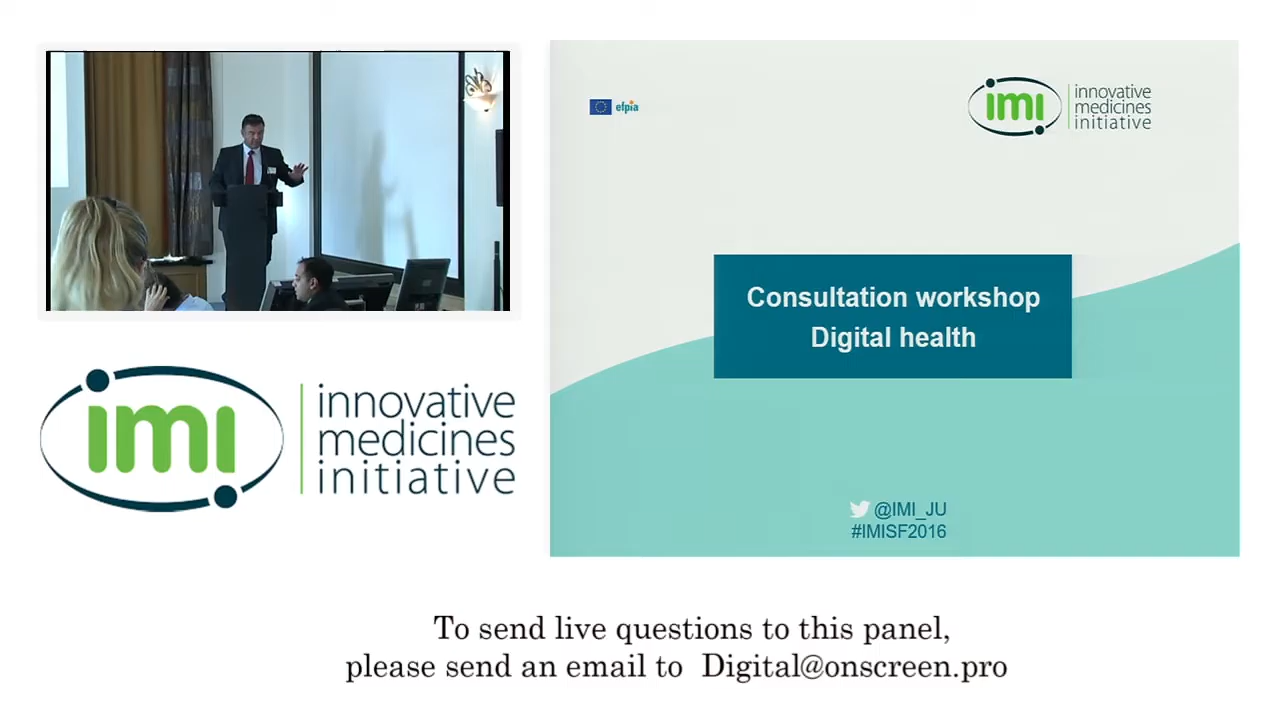 efpia
imi
innovative
medicines
initiative
Consultation workshop
Digital health
@IMI_JU
#IMISF2016
imi
innovative
medicines
initiative
To send live questions to this panel,
please send an email to Digital@onscreen.pro